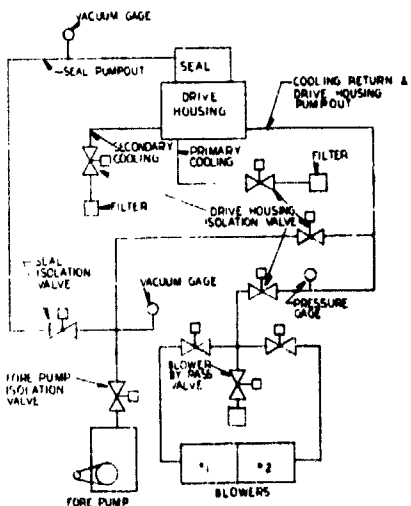 VACUUM GAGE
SEAL PUMPOUT
SEAL
DRIVE
HOUSING
COOLING RETURN &
DRIVE HOUSING
PUMPOUT
SECONDARY
COOLING
PRIMARY
COOLING
FILTER
FILTER
DRIVE HOUSING
ISOLATION VALVE
SEAL
ISOLATION
VALVE
VACUUM GAGE
PRESSURE
GAGE
BLOWER
BY PASS
VALVE
FORE PUMP
ISOLATION
VALVE
#1
#2
BLOWERS
FORE PUMP